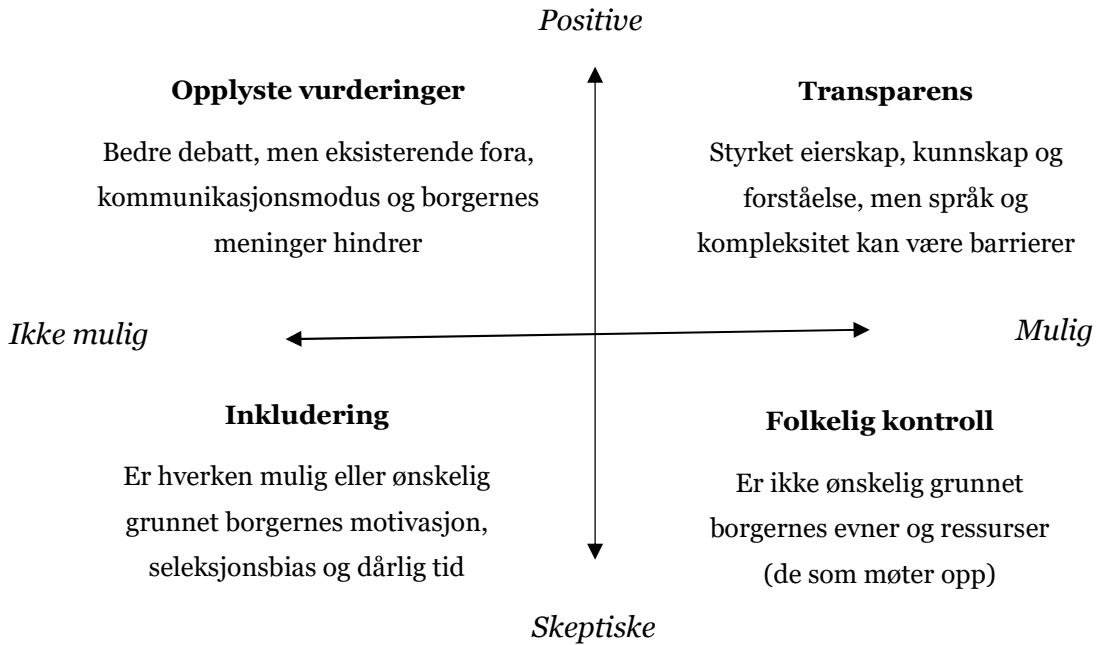 Positive
Opplyste vurderinger
Bedre debatt, men eksisterende fora,
kommunikasjonsmodus og borgernes
meninger hindrer
Transparens
Styrket eierskap, kunnskap og
forståelse, men språk og
kompleksitet kan være barrierer
Ikke mulig
Mulig
Inkludering
Er hverken mulig eller ønskelig
grunnet borgernes motivasjon,
seleksjonsbias og dårlig tid
Folkelig kontroll
Er ikke ønskelig grunnet
borgernes evner og ressurser
(de som møter opp)
Skeptiske